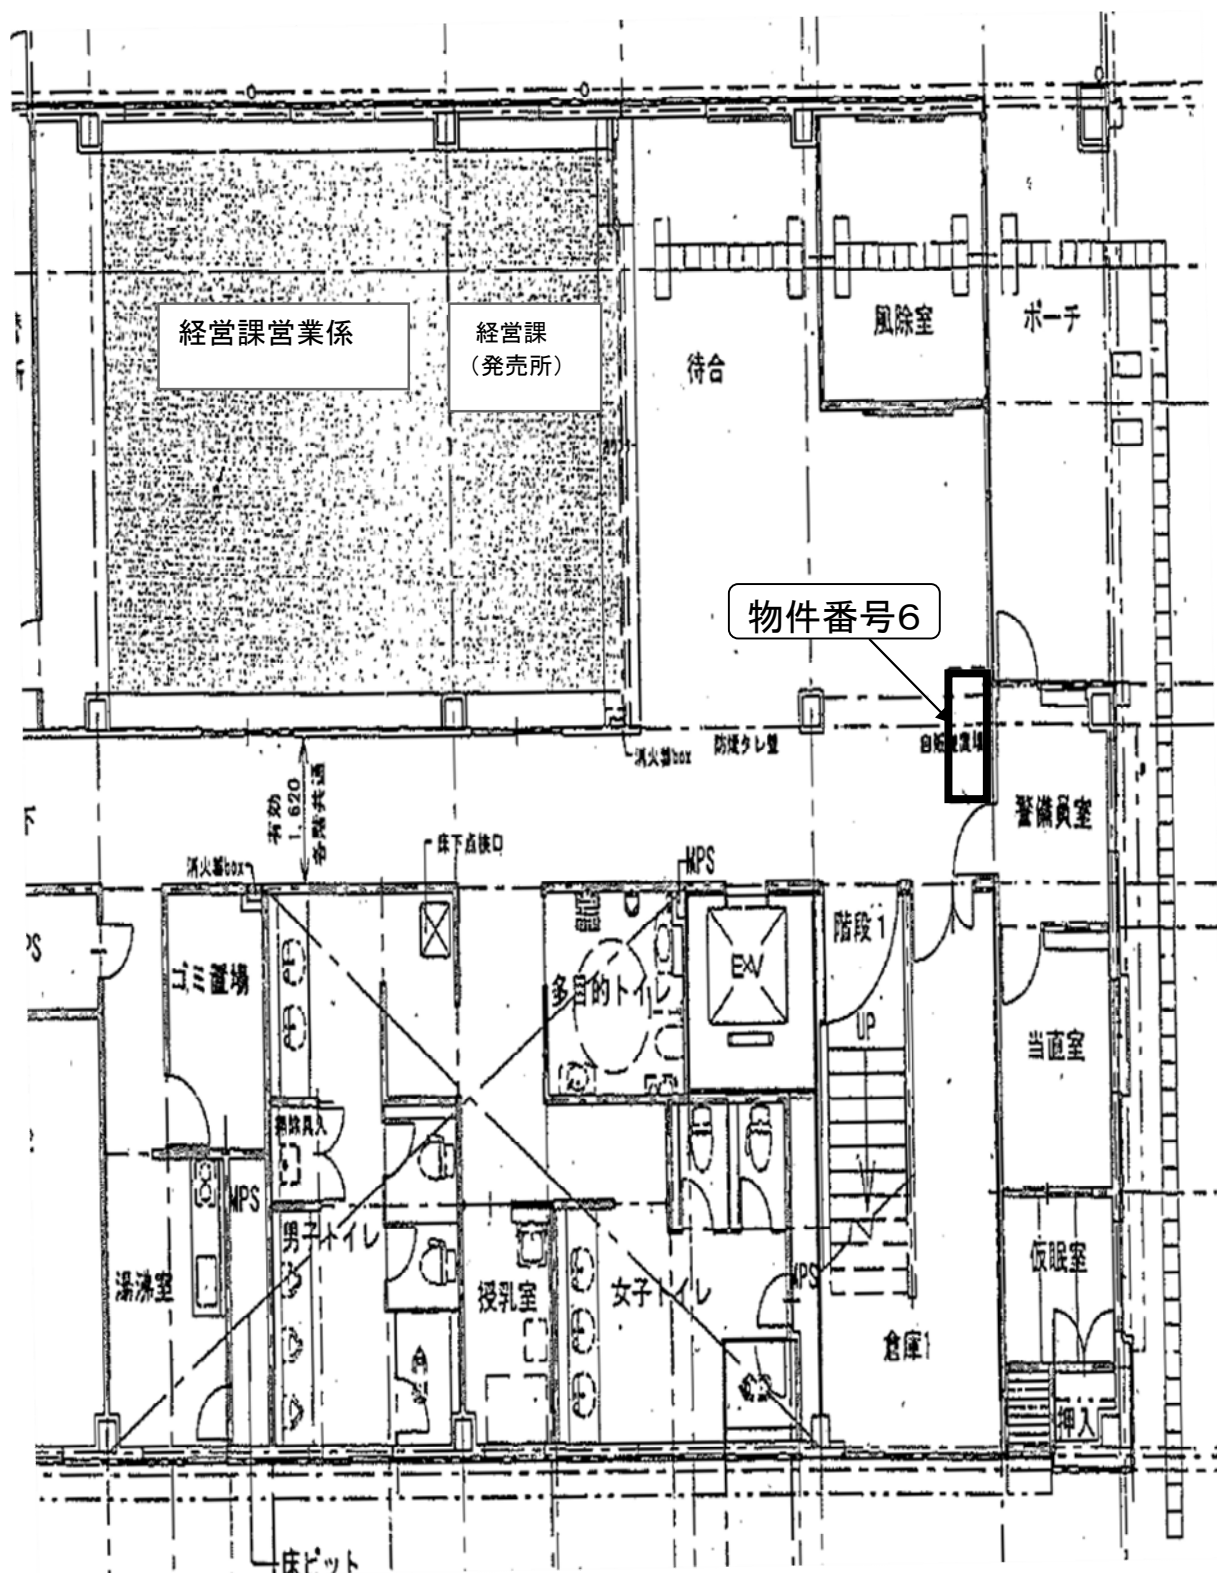 経営課営業係
経営課
（発売所）
待合
風除室
ポーチ
物件番号6
消火器box
防煙タレ壁
有効
1,620
各階共通
警備員室
消火器box
床下点検口
MPS
PS
ゴミ置場
多目的トイレ
EV
階段1
UP
当直室
掃除具入
MPS
男子トイレ
湯沸室
授乳室
女子トイレ
MPS
仮眠室
倉庫1
押入
床ピット